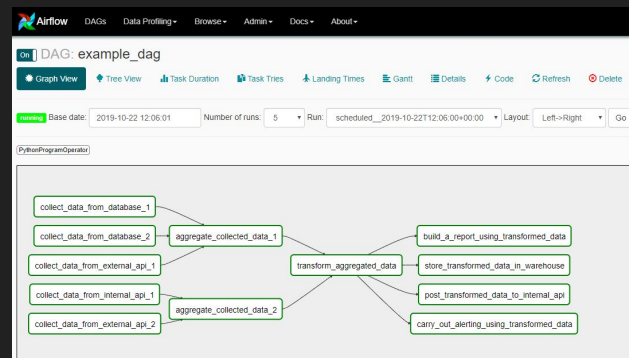 Airflow DAGs Data Profiling Browse Admin Docs About
On DAG: example_dag
Graph View Tree View Task Duration Task Tries Landing Times Gantt Details Code Refresh Delete
running Base date: 2019-10-22 12:06:01 Number of runs: 5 Run: scheduled__2019-10-22T12:06:00+00:00 Layout: Left->Right Go
PythonProgramOperator
collect_data_from_database_1
collect_data_from_database_2
aggregate_collected_data_1
build_a_report_using_transformed_data
collect_data_from_external_api_1
transform_aggregated_data
store_transformed_data_in_warehouse
collect_data_from_internal_api_1
post_transformed_data_to_internal_api
aggregate_collected_data_2
collect_data_from_external_api_2
carry_out_alerting_using_transformed_data